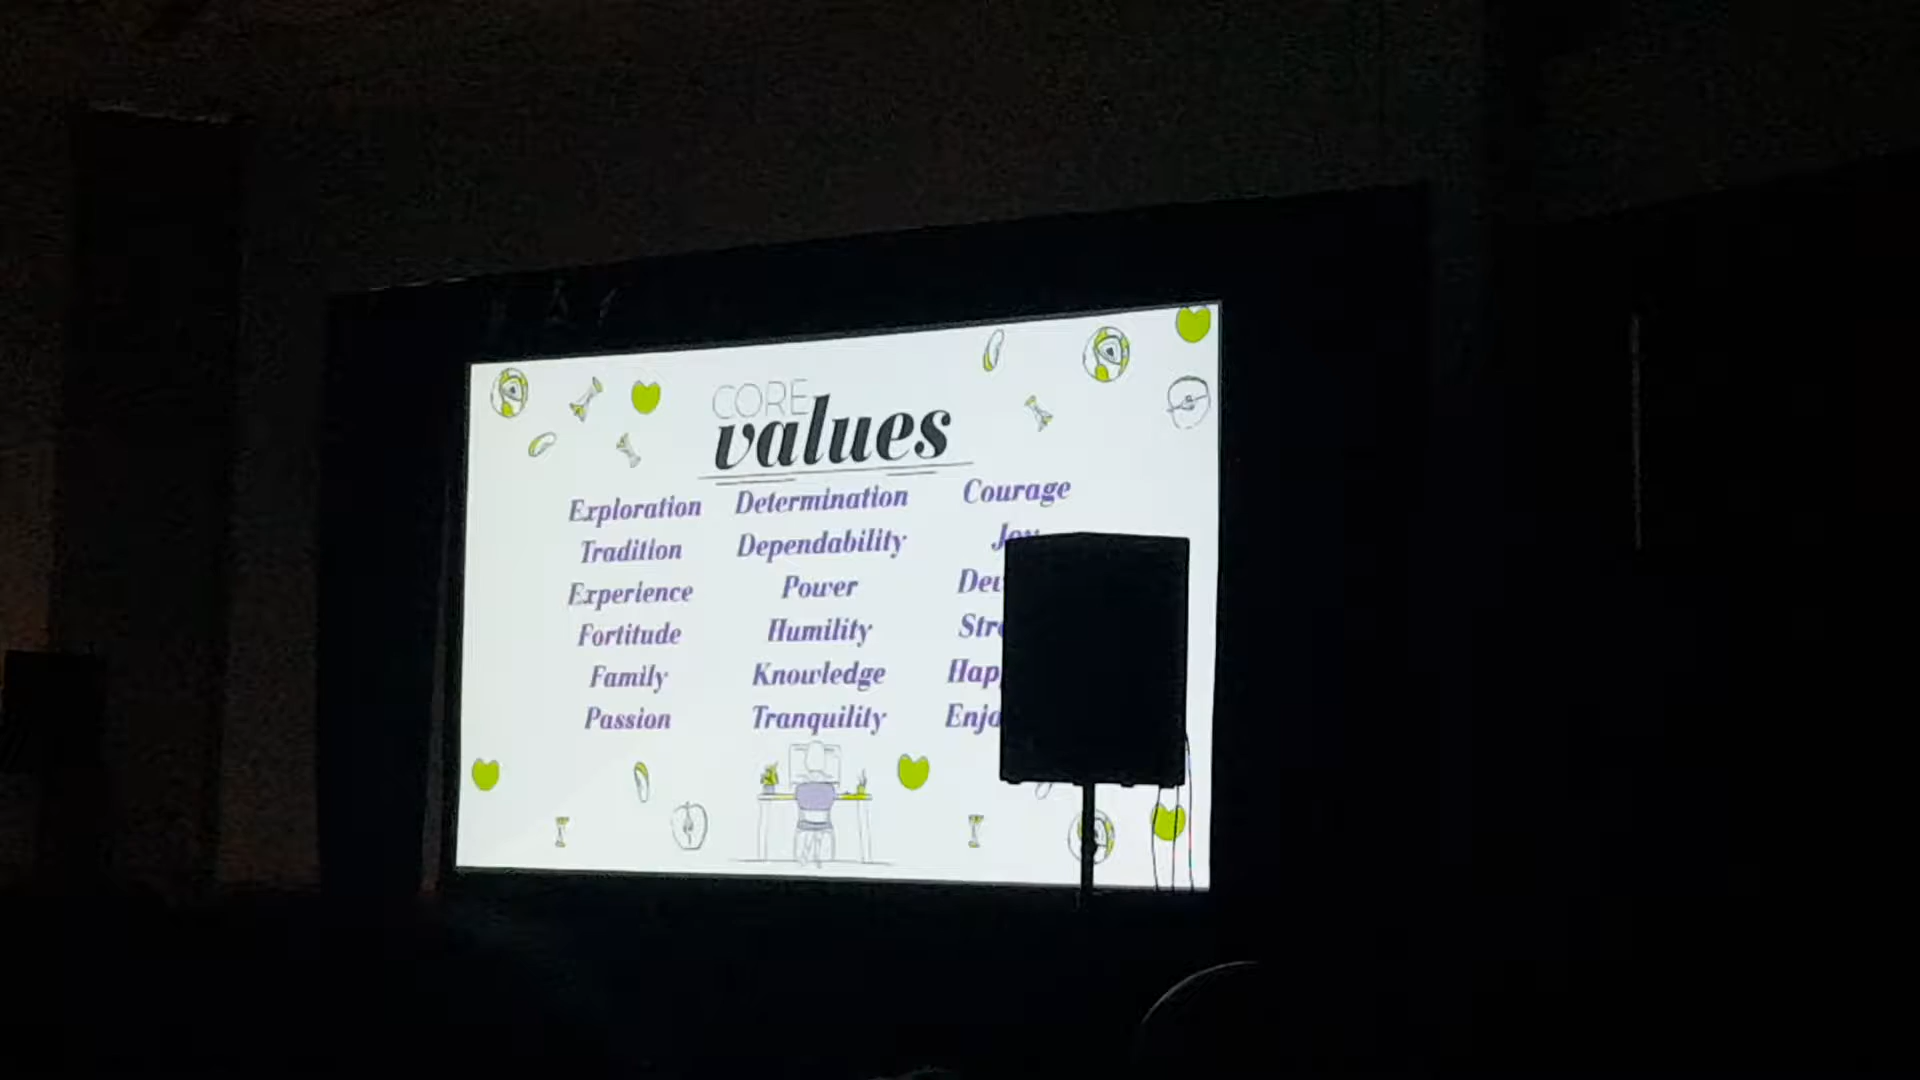 CORE
values
Exploration Determination Courage
Tradition Dependability
Experience Power
Fortitude Humility
Family Knowledge
Passion Tranquility